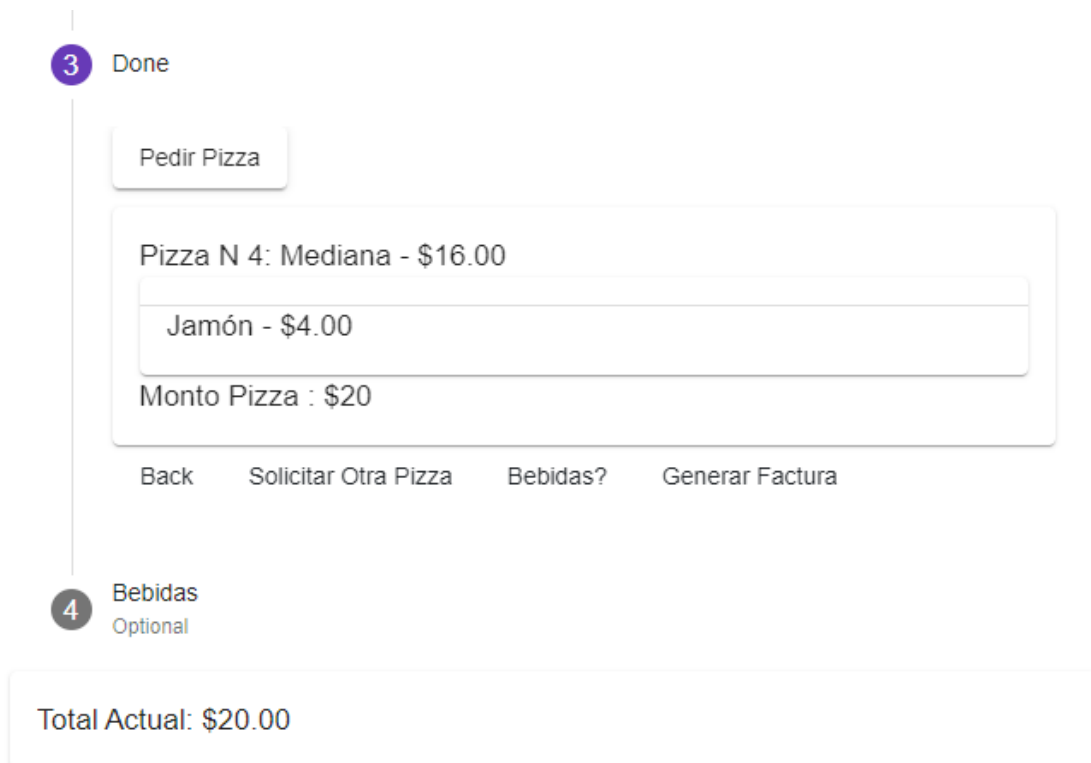 3 Done
Pedir Pizza
Pizza N 4: Mediana - $16.00
Jamón - $4.00
Monto Pizza : $20
Back Solicitar Otra Pizza Bebidas? Generar Factura
4 Bebidas
Optional
Total Actual: $20.00